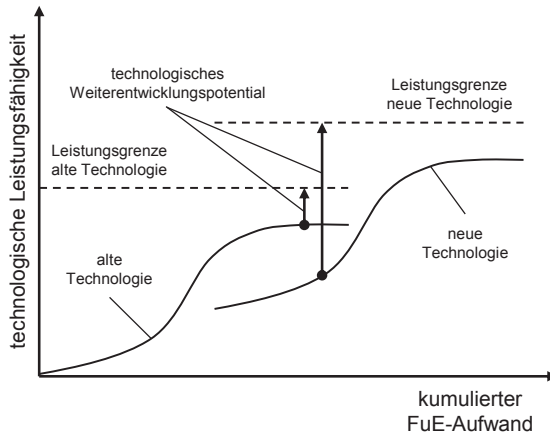 technologische Leistungsfähigkeit
technologisches
Weiterentwicklungspotential
Leistungsgrenze
neue Technologie
Leistungsgrenze
alte Technologie
alte
Technologie
neue
Technologie
kumulierter
FuE-Aufwand